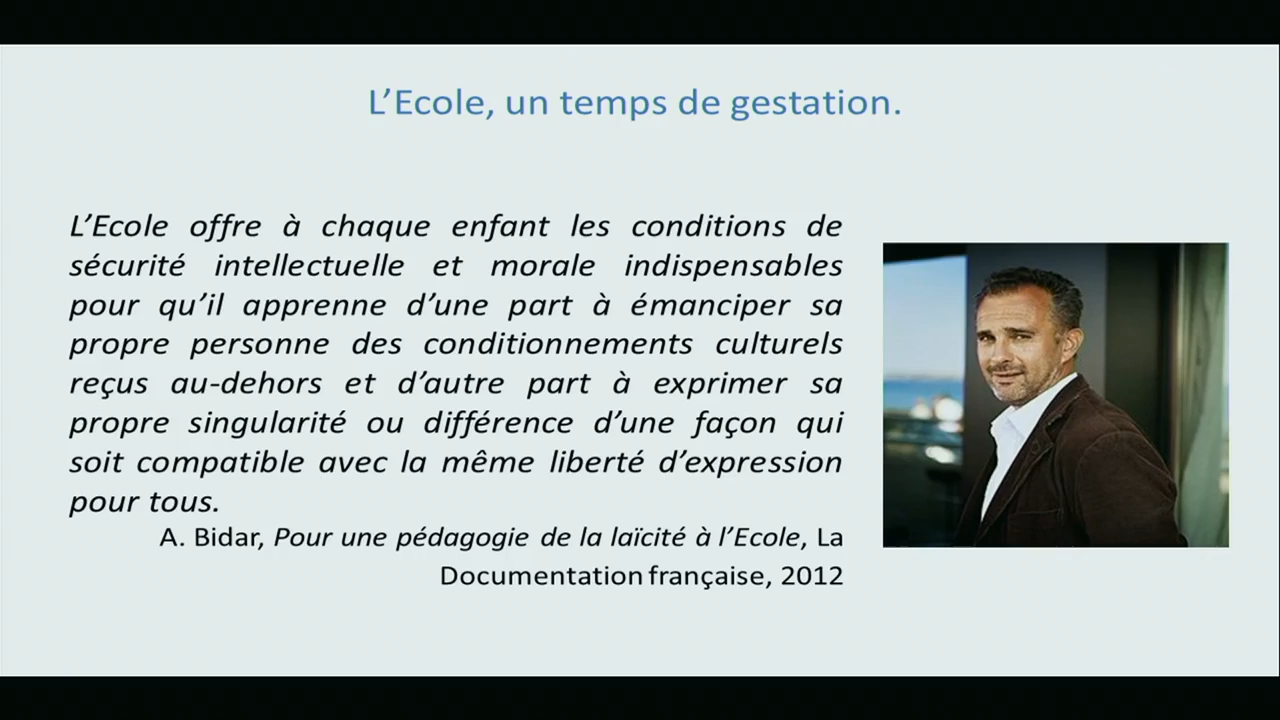 L’Ecole, un temps de gestation.
L’Ecole offre à chaque enfant les conditions de
sécurité intellectuelle et morale indispensables
pour qu’il apprenne d’une part à émanciper sa
propre personne des conditionnements culturels
reçus au-dehors et d’autre part à exprimer sa
propre singularité ou différence d’une façon qui
soit compatible avec la même liberté d’expression
pour tous.
A. Bidar, Pour une pédagogie de la laïcité à l’Ecole, La
Documentation française, 2012